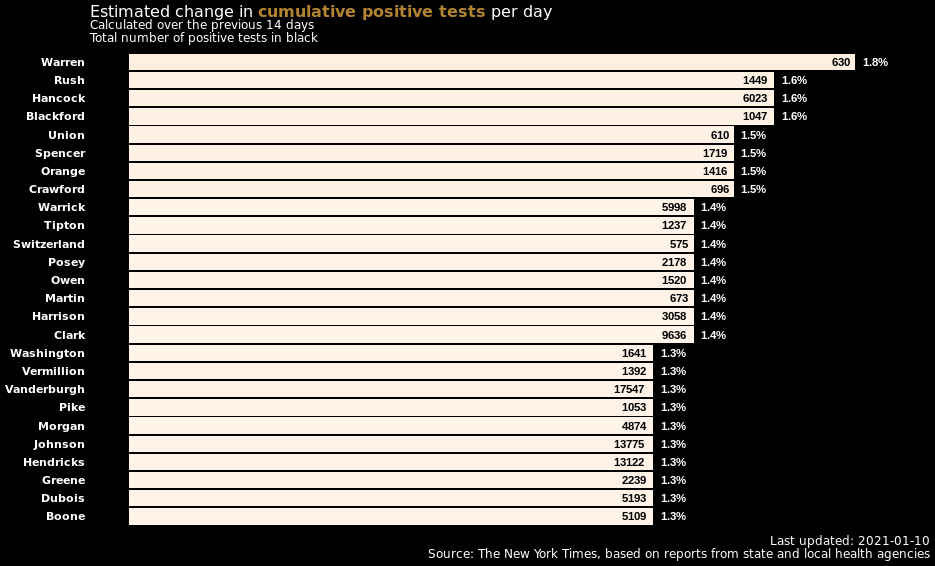 Estimated change in cumulative positive tests per day
Calculated over the previous 14 days
Total number of positive tests in black
Warren 630 1.8%
Rush 1449 1.6%
Hancock 6023 1.6%
Blackford 1047 1.6%
Union 610 1.5%
Spencer 1719 1.5%
Orange 1416 1.5%
Crawford 696 1.5%
Warrick 5998 1.4%
Tipton 1237 1.4%
Switzerland 575 1.4%
Posey 2178 1.4%
Owen 1520 1.4%
Martin 673 1.4%
Harrison 3058 1.4%
Clark 9636 1.4%
Washington 1641 1.3%
Vermillion 1392 1.3%
Vanderburgh 17547 1.3%
Pike 1053 1.3%
Morgan 4874 1.3%
Johnson 13775 1.3%
Hendricks 13122 1.3%
Greene 2239 1.3%
Dubois 5193 1.3%
Boone 5109 1.3%
Last updated: 2021-01-10
Source: The New York Times, based on reports from state and local health agencies